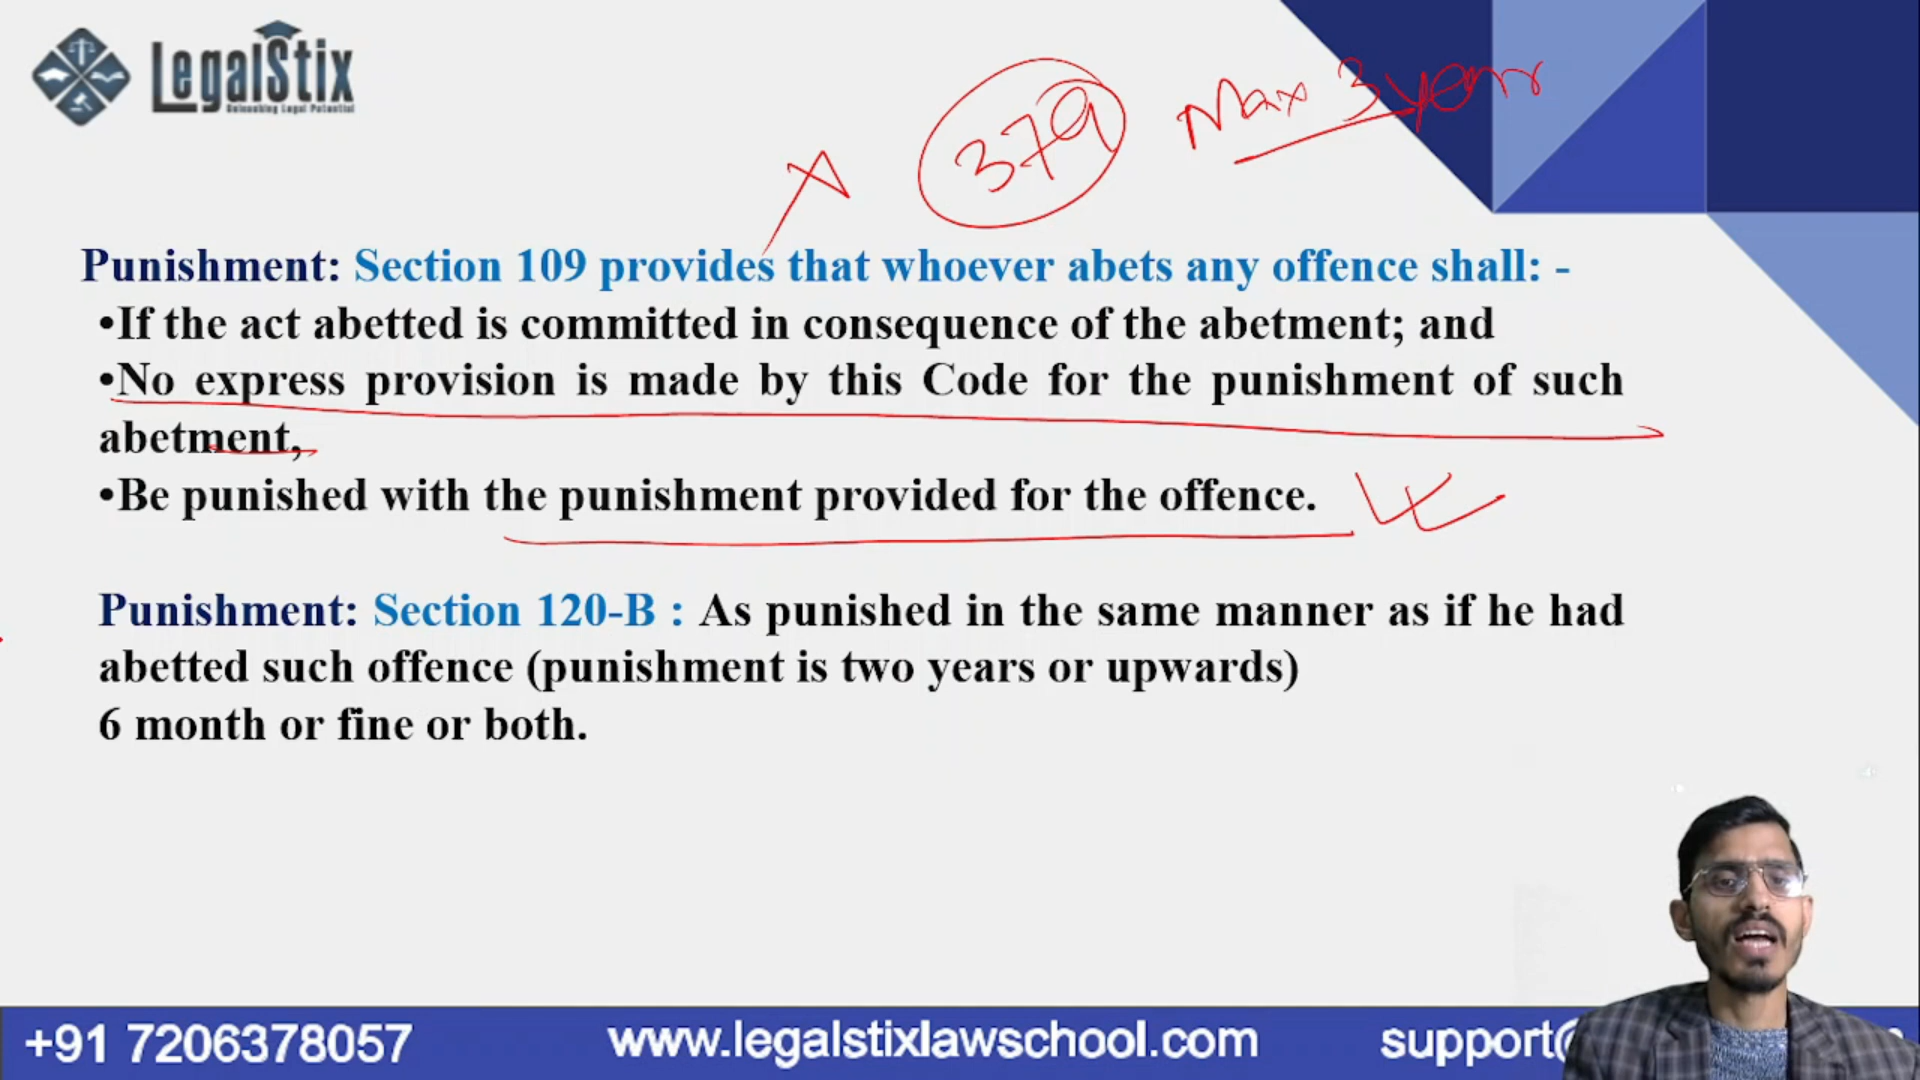 LegalStix
Unleashing Legal Potential
379
Max 3 years
Punishment: Section 109 provides that whoever abets any offence shall: -
•If the act abetted is committed in consequence of the abetment; and
•No express provision is made by this Code for the punishment of such
abetment,
•Be punished with the punishment provided for the offence.
Punishment: Section 120-B : As punished in the same manner as if he had
abetted such offence (punishment is two years or upwards)
6 month or fine or both.
+91 7206378057
www.legalstixlawschool.com
support@